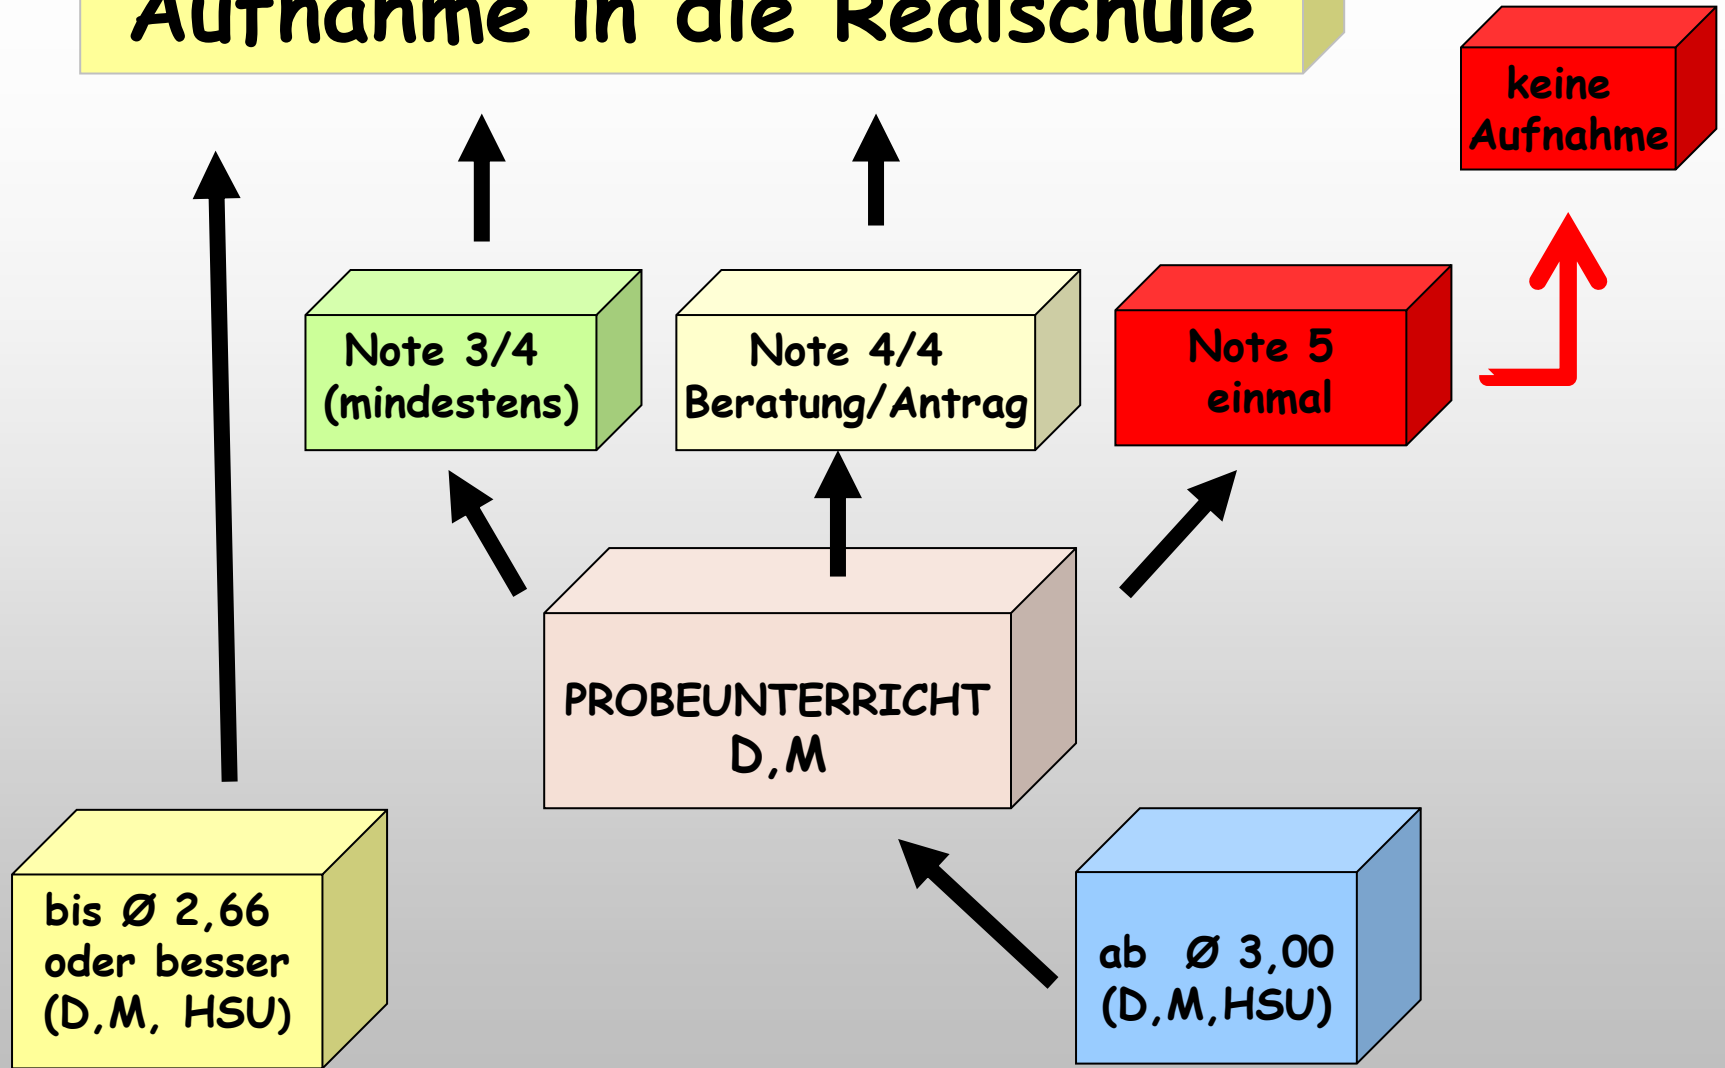 Aufnahme in die Realschule
keine
Aufnahme
Note 3/4
(mindestens)
Note 4/4
Beratung/Antrag
Note 5
einmal
PROBEUNTERRICHT
D,M
bis Ø 2,66
oder besser
(D,M, HSU)
ab Ø 3,00
(D,M,HSU)